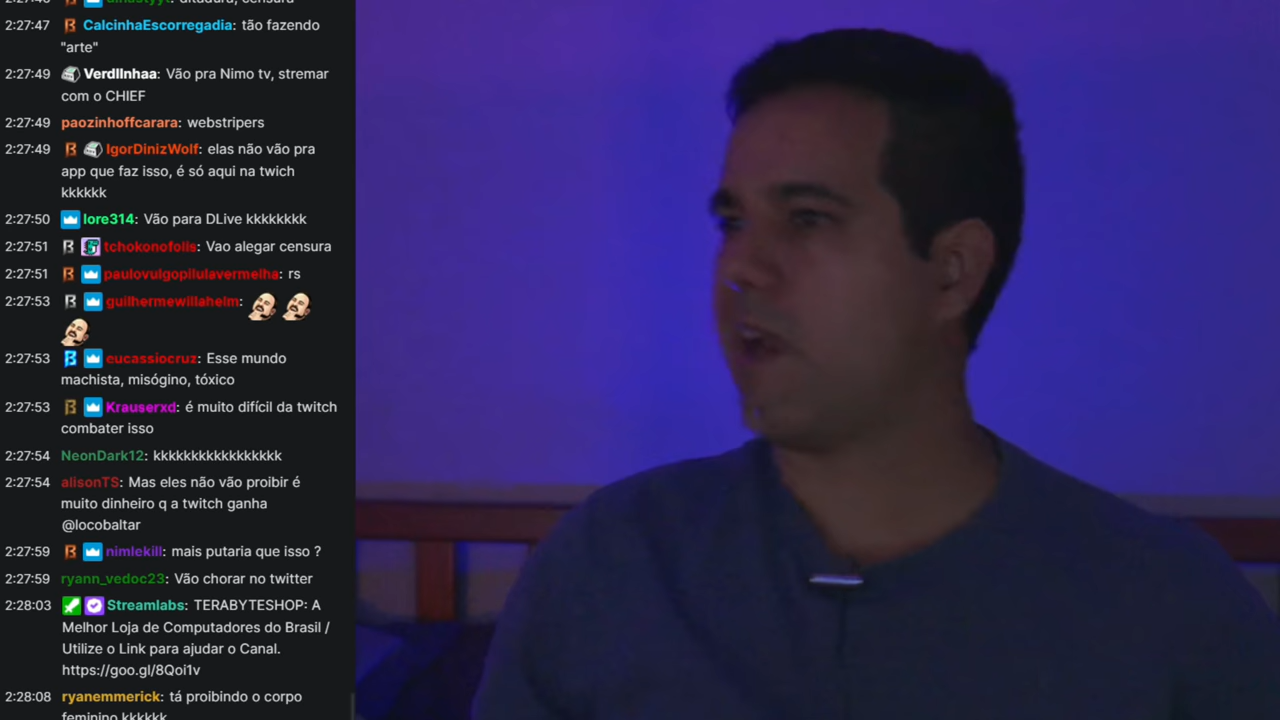 ditadura, censura
2:27:47 CalcinhaEscorregadia: tão fazendo
"arte"
2:27:49 VerdlInhaa: Vão pra Nimo tv, stremar
com o CHIEF
2:27:49 paozinhoffcarara: webstripers
2:27:49 IgorDinizWolf: elas não vão pra
app que faz isso, é só aqui na twich
kkkkkk
2:27:50 lore314: Vão para DLive kkkkkkkk
2:27:51 tchokonofolis: Vao alegar censura
2:27:51 paulovulgopilulavermelha: rs
2:27:53 guilhermewillahelm:
2:27:53 eucassiocruz: Esse mundo
machista, misógino, tóxico
2:27:53 Krauserxd: é muito difícil da twitch
combater isso
2:27:54 NeonDark12: kkkkkkkkkkkkkkkkk
2:27:54 alisonTS: Mas eles não vão proibir é
muito dinheiro q a twitch ganha
@locobaltar
2:27:59 nimlekill: mais putaria que isso ?
2:27:59 ryann_vedoc23: Vão chorar no twitter
2:28:03 Streamlabs: TERABYTESHOP: A
Melhor Loja de Computadores do Brasil /
Utilize o Link para ajudar o Canal.
https://goo.gl/8Qoi1v
2:28:08 ryanemmerick: tá proibindo o corpo
feminino kkkkkk